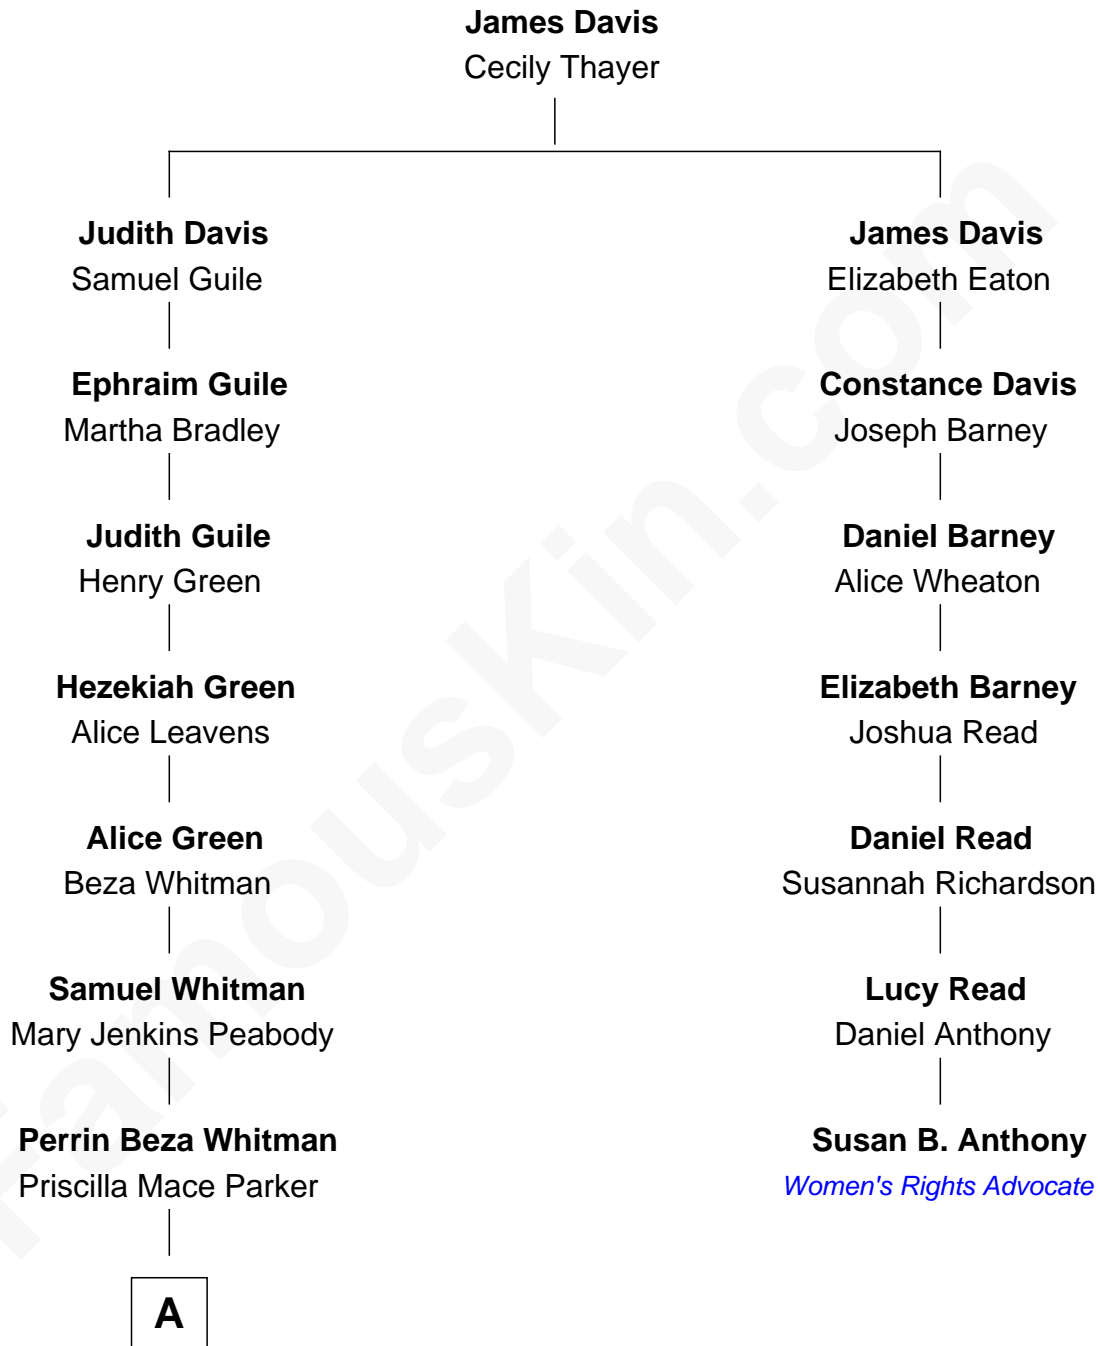 James Davis
Cecily Thayer
Judith Davis
Samuel Guile
James Davis
Elizabeth Eaton
Ephraim Guile
Martha Bradley
Constance Davis
Joseph Barney
Judith Guile
Henry Green
Daniel Barney
Alice Wheaton
Hezekiah Green
Alice Leavens
Elizabeth Barney
Joshua Read
Alice Green
Beza Whitman
Daniel Read
Susannah Richardson
Samuel Whitman
Mary Jenkins Peabody
Lucy Read
Daniel Anthony
Perrin Beza Whitman
Priscilla Mace Parker
Susan B. Anthony
Women's Rights Advocate
A
FamousKin.com